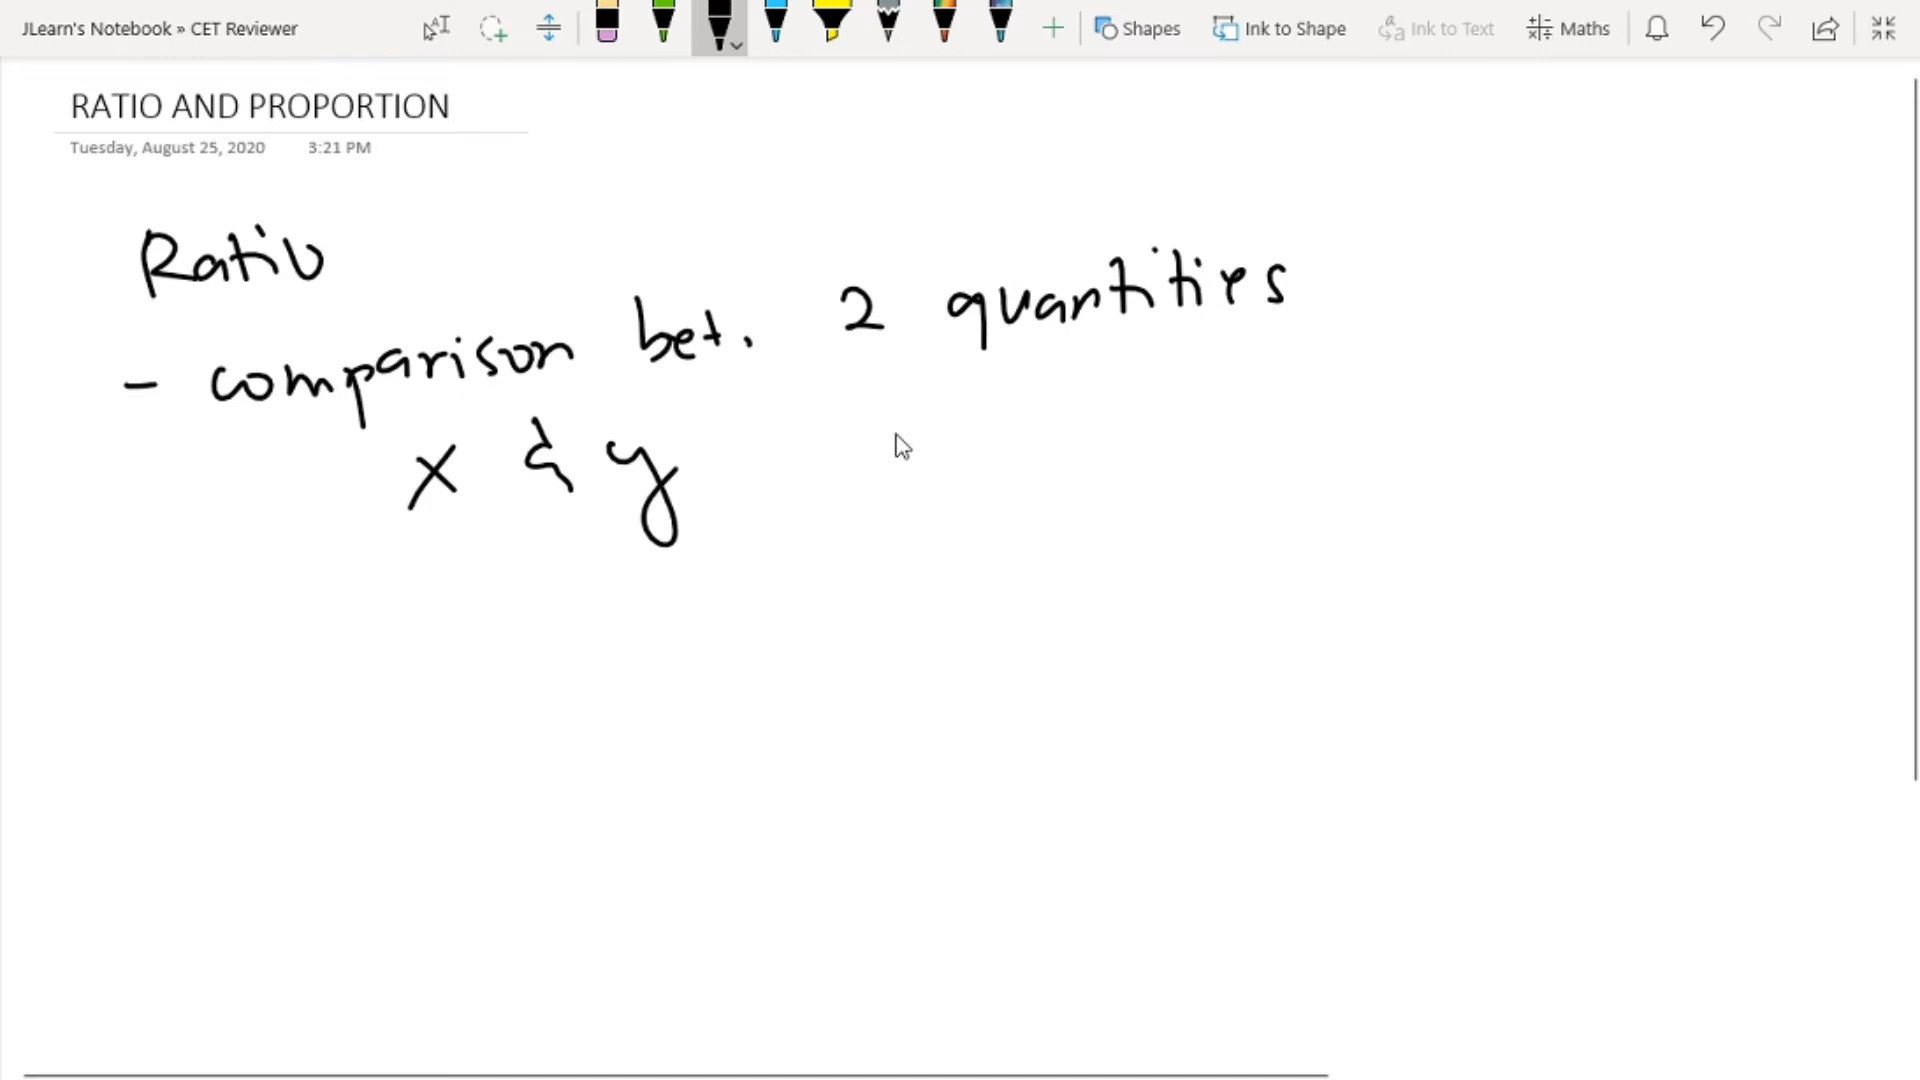 JLearn's Notebook » CET Reviewer Shapes Ink to Shape Ink to Text Maths
RATIO AND PROPORTION
Tuesday, August 25, 2020 3:21 PM
Ratio
- comparison bet. 2 quantities
x & y